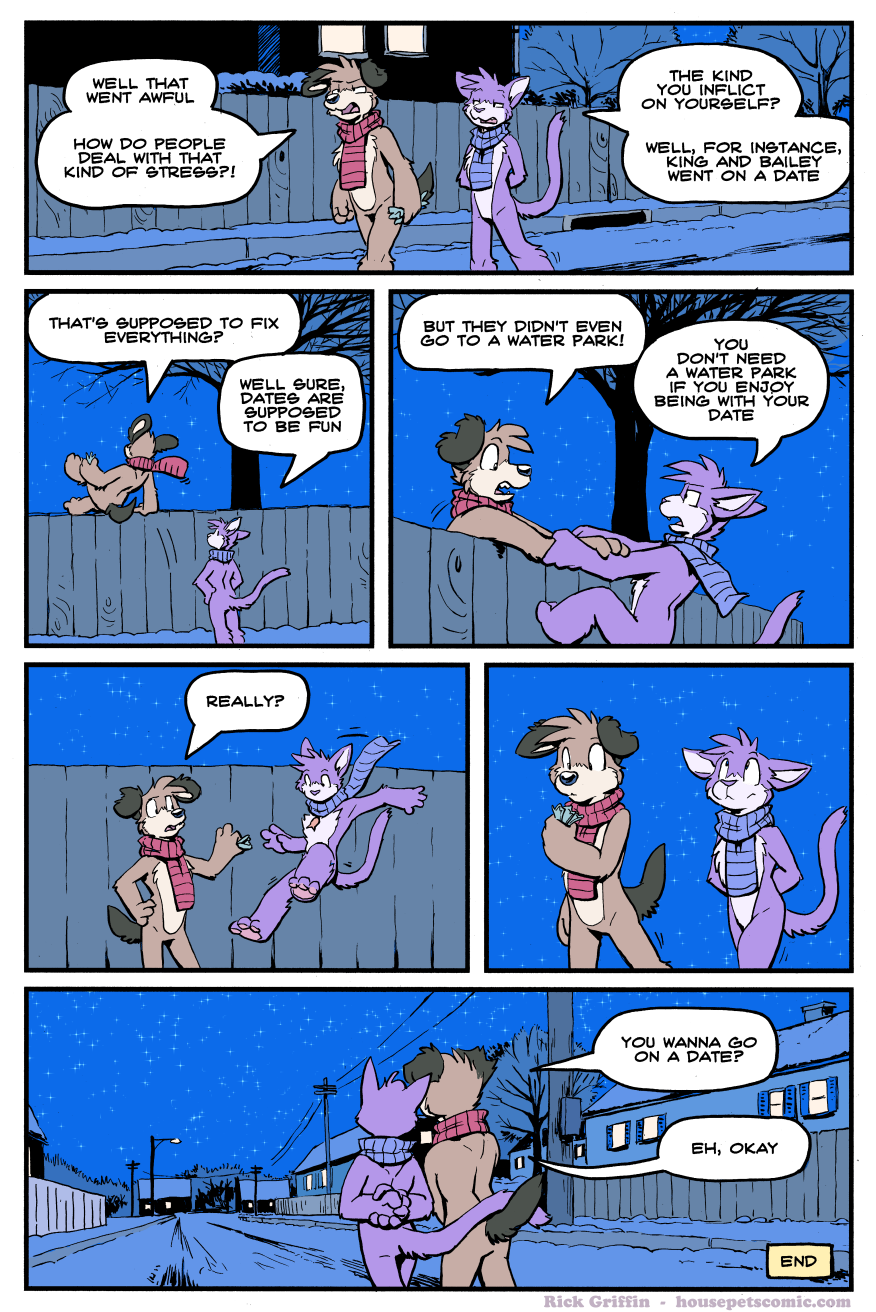 WELL THAT
WENT AWFUL
HOW DO PEOPLE
DEAL WITH THAT
KIND OF STRESS?!
THE KIND
YOU INFLICT
ON YOURSELF?
WELL, FOR INSTANCE,
KING AND BAILEY
WENT ON A DATE
THAT'S SUPPOSED TO FIX
EVERYTHING?
WELL SURE,
DATES ARE
SUPPOSED
TO BE FUN
BUT THEY DIDN'T EVEN
GO TO A WATER PARK!
YOU
DON'T NEED
A WATER PARK
IF YOU ENJOY
BEING WITH YOUR
DATE
REALLY?
YOU WANNA GO
ON A DATE?
EH, OKAY
END
Rick Griffin - housepetscomic.com